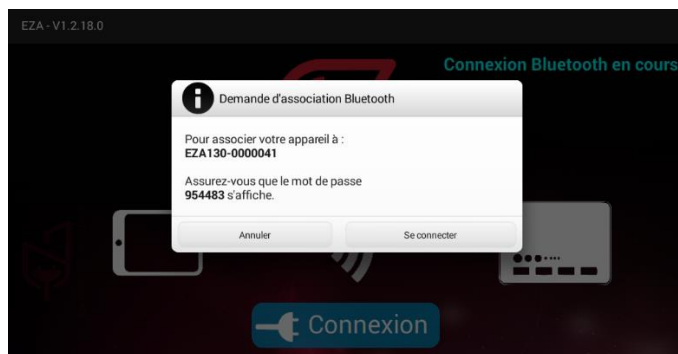 EZA - V1.2.18.0
Connexion Bluetooth en cours
Demande d'association Bluetooth
Pour associer votre appareil à :
EZA130-0000041
Assurez-vous que le mot de passe
954483 s'affiche.
Annuler
Se connecter
Connexion